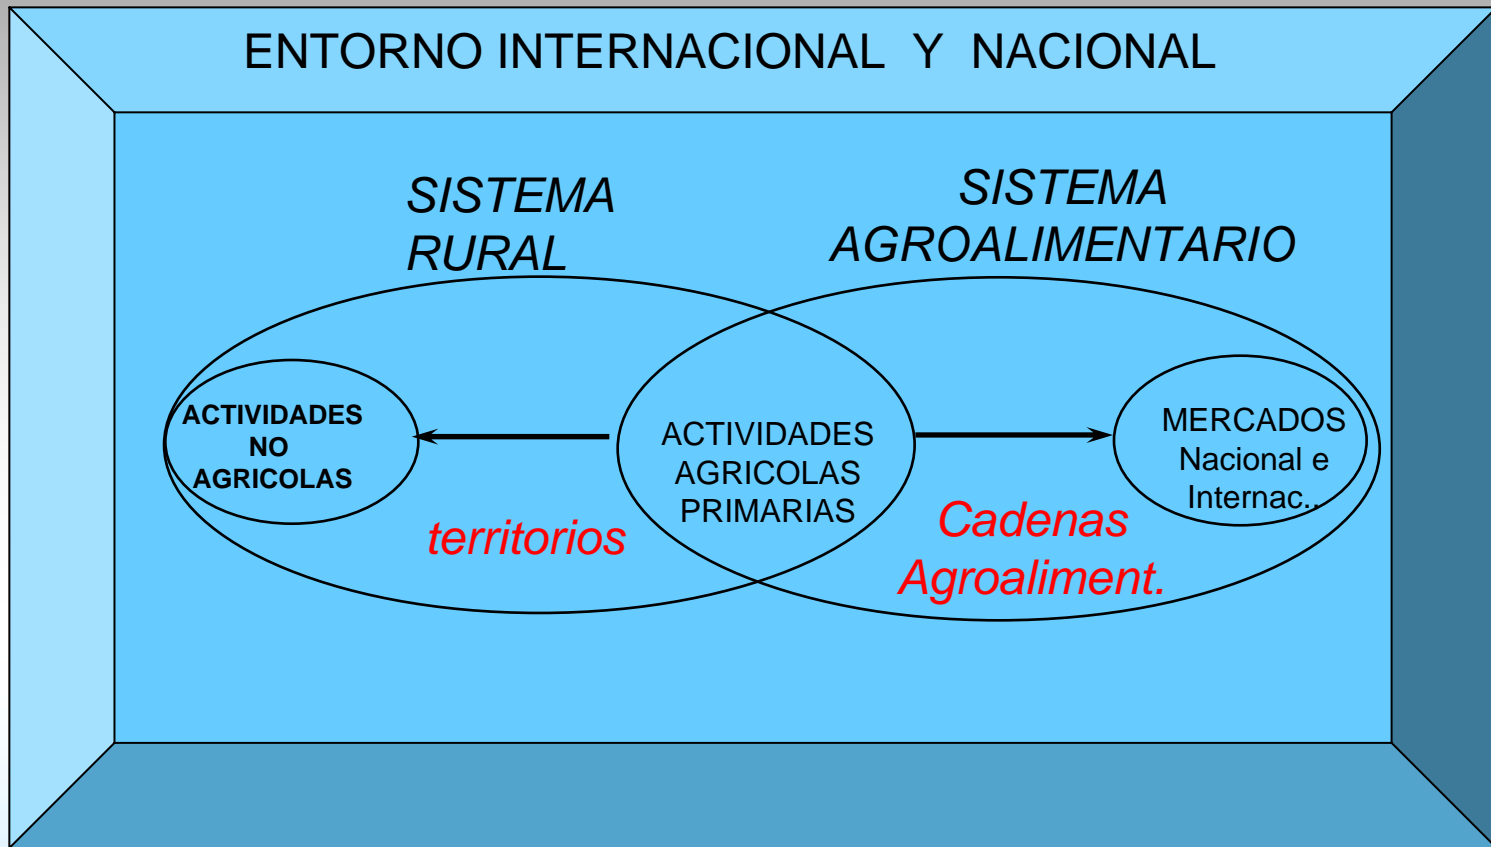 ENTORNO INTERNACIONAL Y NACIONAL
SISTEMA
RURAL
SISTEMA
AGROALIMENTARIO
ACTIVIDADES
NO
AGRICOLAS
territorios
ACTIVIDADES
AGRICOLAS
PRIMARIAS
Cadenas
Agroaliment.
MERCADOS
Nacional e
Internac..